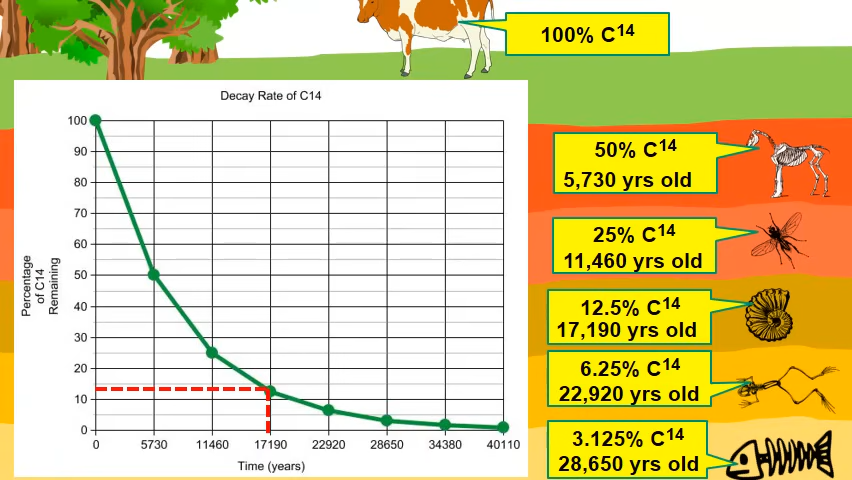 100% C14
Decay Rate of C14
100
90
80
70
60
50
40
30
20
10
0
Percentage
of C14
Remaining
0 5730 11460 17190 22920 28650 34380 40110
Time (years)
50% C14
5,730 yrs old
25% C14
11,460 yrs old
12.5% C14
17,190 yrs old
6.25% C14
22,920 yrs old
3.125% C14
28,650 yrs old